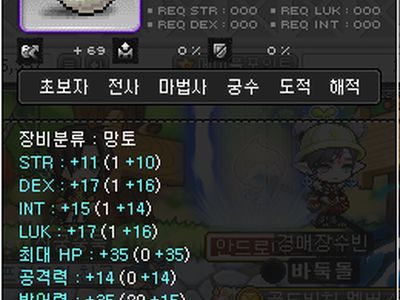 REQ STR : 000 REQ LUK : 000
REQ DEX : 000 REQ INT : 000
+69 0% 0%
초보자 전사 마법사 궁수 도적 해적
장비분류 : 망토
STR : +11 (1 +10)
DEX : +17 (1 +16)
INT : +15 (1 +14)
LUK : +17 (1 +16)
최대 HP : +35 (0 +35)
공격력 : +14 (0 +14)
안드로 경매장수빈
바둑돌